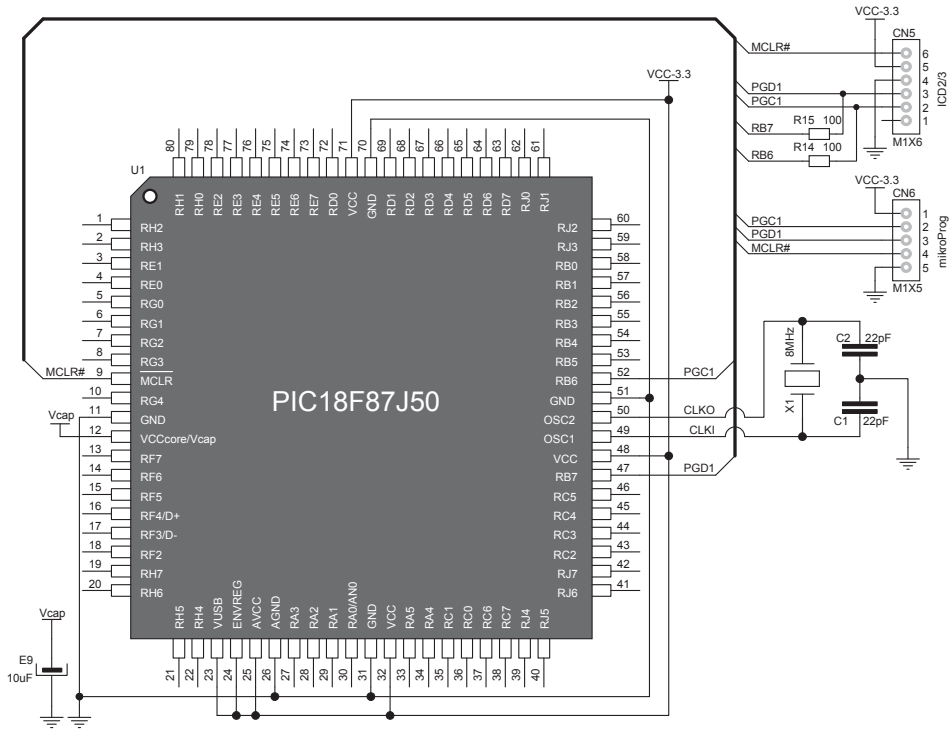 VCC-3.3
CN5
MCLR#
6
5
4
PGD1
3
PGC1
2
1
ICD2/3
R15 100
RB7
R14 100
RB6
M1X6
VCC-3.3
CN6
1
PGC1
2
PGD1
3
MCLR#
4
5
mikroProg
M1X5
VCC-3.3
80 79 78 77 76 75 74 73 72 71 70 69 68 67 66 65 64 63 62 61
U1
RH1 RH0 RE2 RE3 RE4 RE5 RE6 RE7 RD0 VCC GND RD1 RD2 RD3 RD4 RD5 RD6 RD7 RJ0 RJ1
1 RH2
2 RH3
3 RE1
4 RE0
5 RG0
6 RG1
7 RG2
8 RG3
MCLR# 9 MCLR
10 RG4
11 GND
Vcap
12 VCCcore/Vcap
13 RF7
14 RF6
15 RF5
16 RF4/D+
17 RF3/D-
18 RF2
19 RH7
20 RH6
PIC18F87J50
RJ2 60
RJ3 59
RB0 58
RB1 57
RB2 56
RB3 55
RB4 54
RB5 53
RB6 52 PGC1
GND 51
OSC2 50 CLKO
OSC1 49 CLKI
VCC 48
RB7 47 PGD1
RC5 46
RC4 45
RC3 44
RC2 43
RJ7 42
RJ6 41
8MHz
X1
C2 22pF
C1 22pF
RH5 RH4 VUSB ENVREG AVCC AGND RA3 RA2 RA1 RA0/AN0 GND VCC RA5 RA4 RC1 RC0 RC6 RC7 RJ4 RJ5
21 22 23 24 25 26 27 28 29 30 31 32 33 34 35 36 37 38 39 40
Vcap
E9
10uF